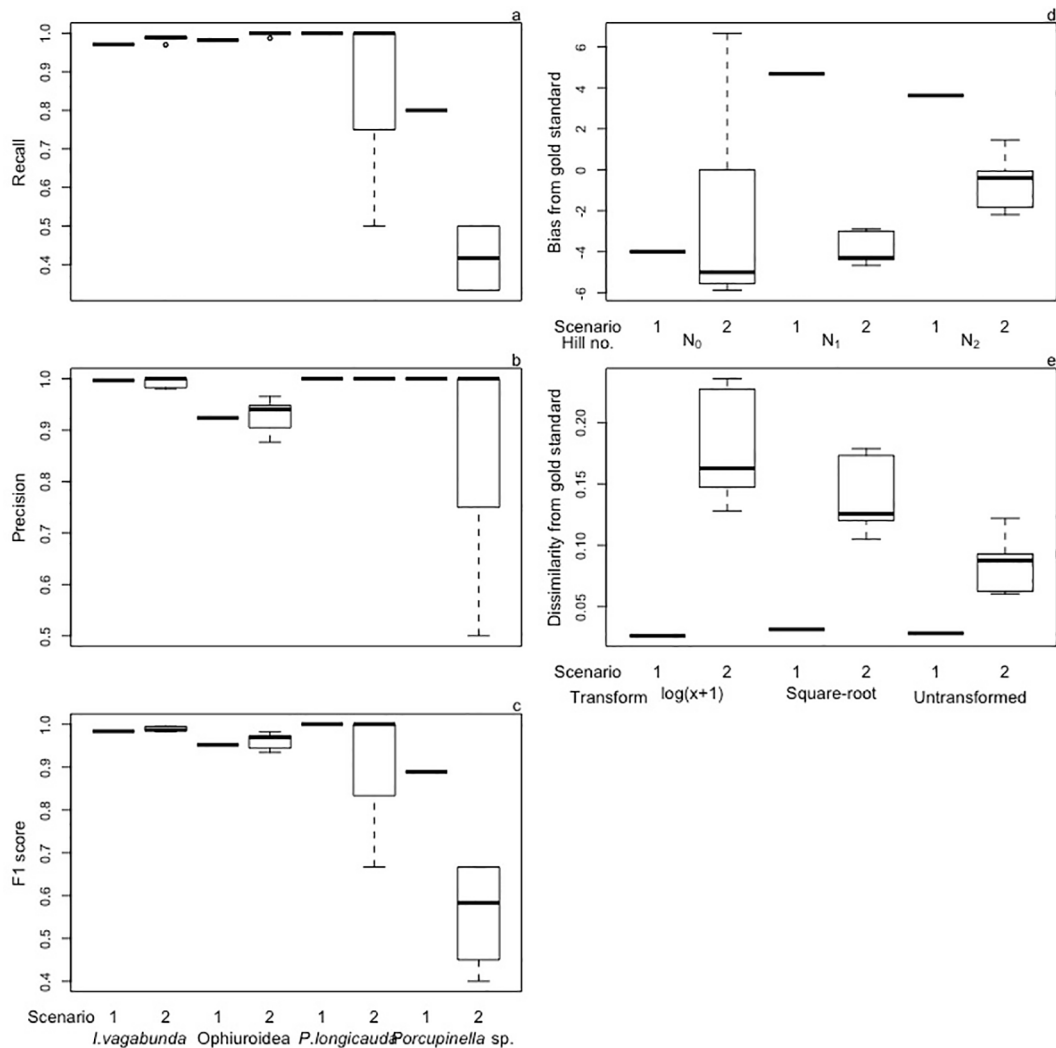 a
Recall
1.0
0.9
0.8
0.7
0.6
0.5
0.4
b
Precision
1.0
0.9
0.8
0.7
0.6
0.5
c
F1 score
1.0
0.9
0.8
0.7
0.6
0.5
0.4
Scenario 1 2 1 2 1 2 1 2
I.vagabunda Ophiuroidea P.longicauda Porcupinella sp.
d
Bias from gold standard
6
4
2
0
-2
-4
-6
Scenario 1 2 1 2 1 2
Hill no. N0 N1 N2
e
Dissimilarity from gold standard
0.20
0.15
0.10
0.05
Scenario 1 2 1 2 1 2
Transform log(x+1) Square-root Untransformed